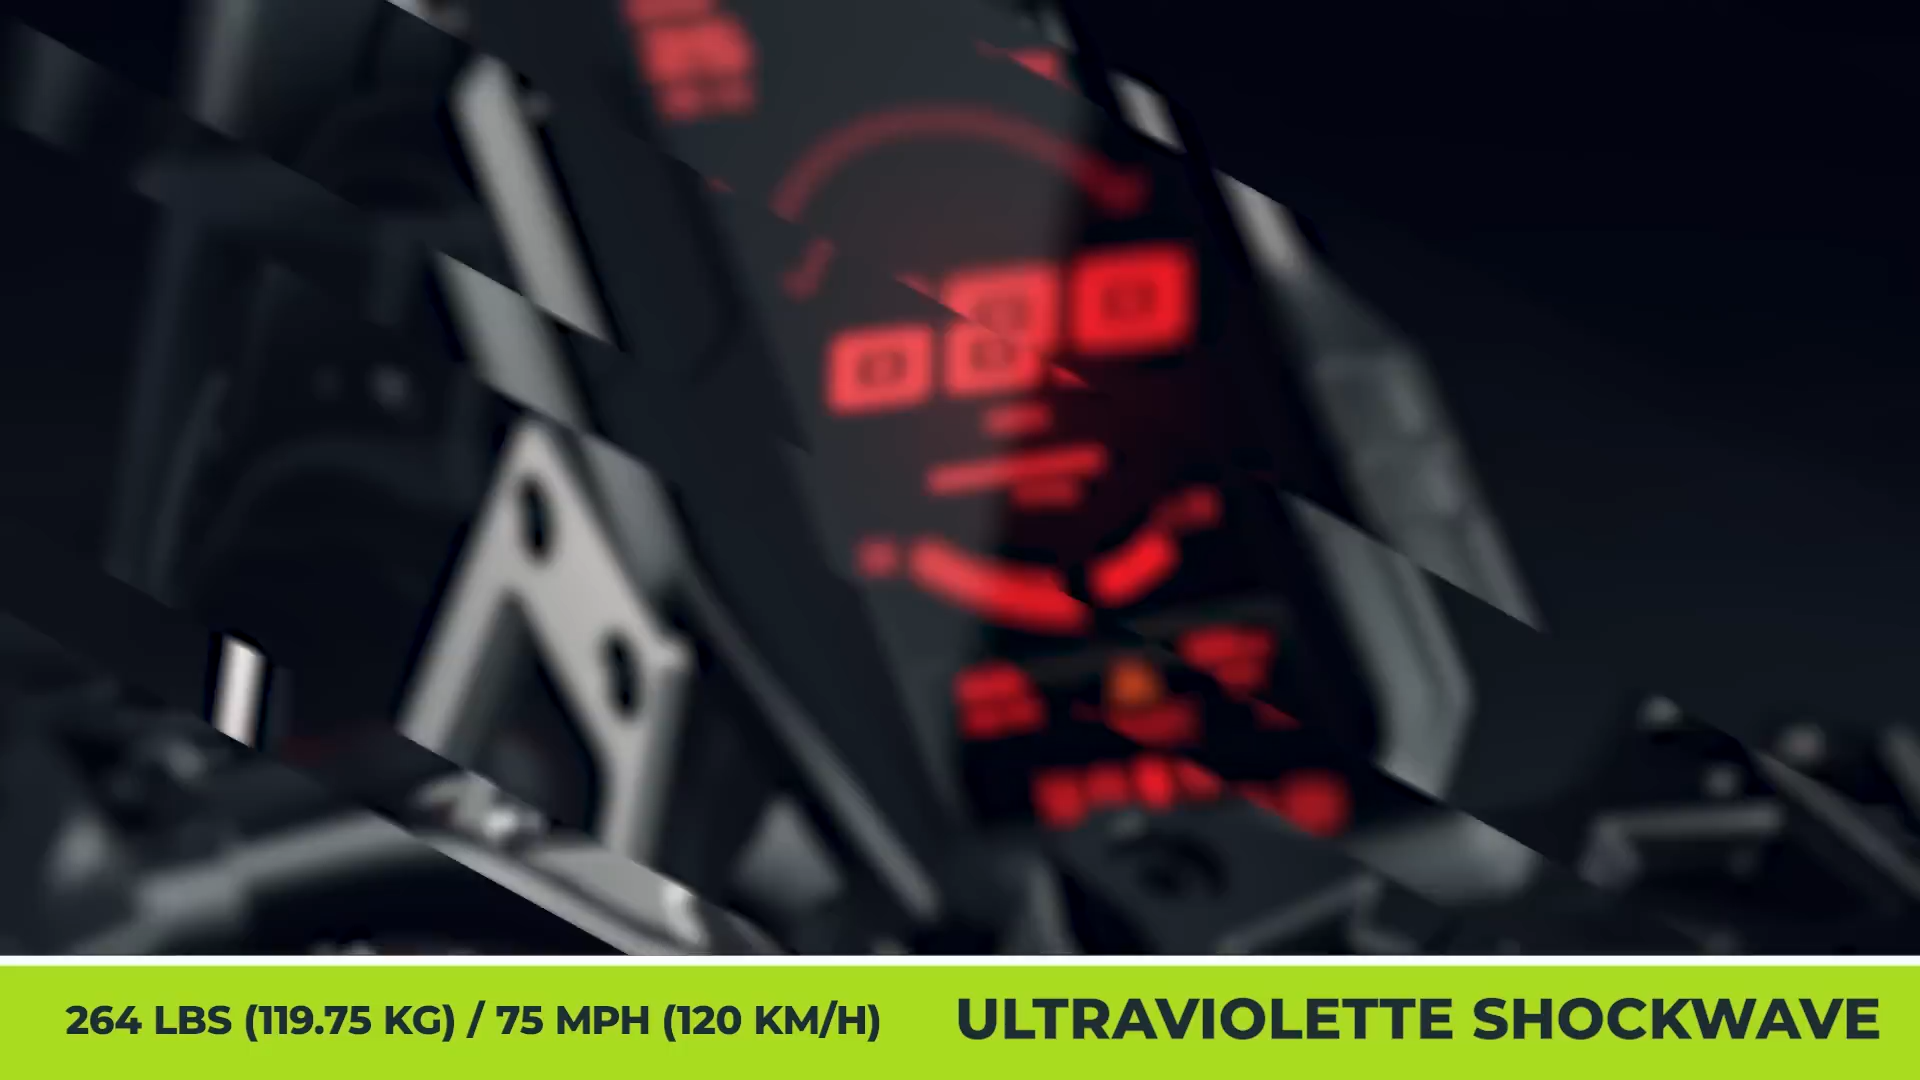 264 LBS (119.75 KG) / 75 MPH (120 KM/H)
ULTRAVIOLETTE SHOCKWAVE